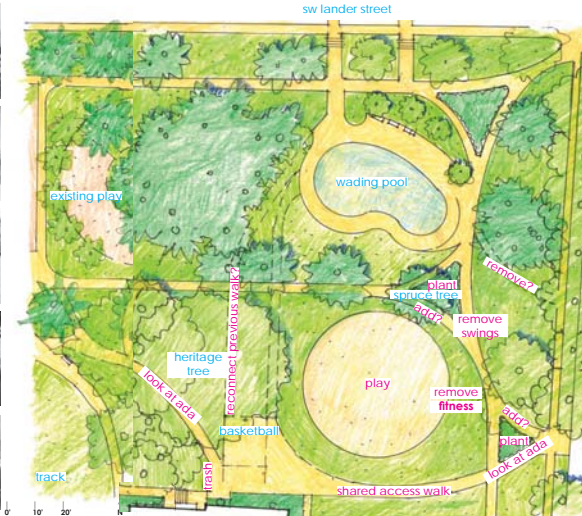 sw lander street
wading pool
existing play
remove?
plant
spruce tree
add?
remove
swings
reconnect previous walk?
heritage
tree
look at ada
play
remove
fitness
add?
basketball
plant
look at ada
trash
shared access walk
track
0' 10' 20'